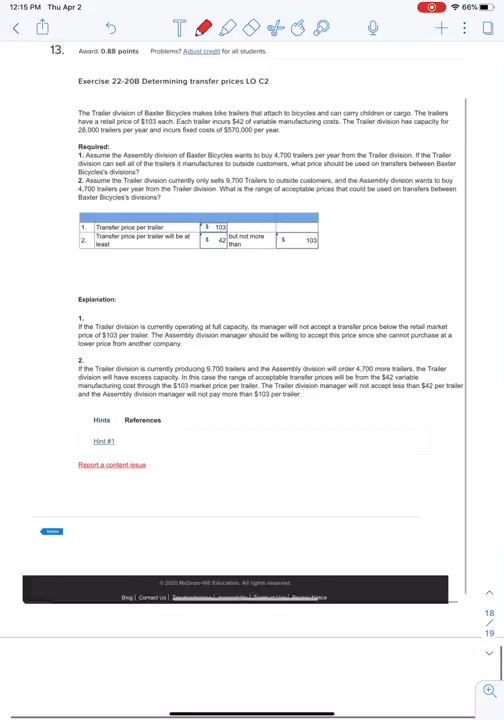 12:15 PM Thu Apr 2
66%
13.
Award: 0.88 points Problems? Adjust credit for all students.
Exercise 22-20B Determining transfer prices LO C2
The Trailer division of Baxter Bicycles makes bike trailers that attach to bicycles and can carry children or cargo. The trailers
have a retail price of $103 each. Each trailer incurs $42 of variable manufacturing costs. The Trailer division has capacity for
28,000 trailers per year and incurs fixed costs of $570,000 per year.
Required:
1. Assume the Assembly division of Baxter Bicycles wants to buy 4,700 trailers per year from the Trailer division. If the Trailer
division can sell all of the trailers it manufactures to outside customers, what price should be used on transfers between Baxter
Bicycles's divisions?
2. Assume the Trailer division currently only sells 9,700 Trailers to outside customers, and the Assembly division wants to buy
4,700 trailers per year from the Trailer division. What is the range of acceptable prices that could be used on transfers between
Baxter Bicycles's divisions?
1. Transfer price per trailer $ 103
2. Transfer price per trailer will be at least $ 42 but not more than $ 103
Explanation:
1.
If the Trailer division is currently operating at full capacity, its manager will not accept a transfer price below the retail market
price of $103 per trailer. The Assembly division manager should be willing to accept this price since she cannot purchase at a
lower price from another company.
2.
If the Trailer division is currently producing 9,700 trailers and the Assembly division will order 4,700 more trailers, the Trailer
division will have excess capacity. In this case the range of acceptable transfer prices will be from the $42 variable
manufacturing cost through the $103 market price per trailer. The Trailer division manager will not accept less than $42 per trailer
and the Assembly division manager will not pay more than $103 per trailer.
Hints References
Hint #1
Report a content issue
© 2020 McGraw-Hill Education. All rights reserved.
Blog | Contact Us |
18
/
19